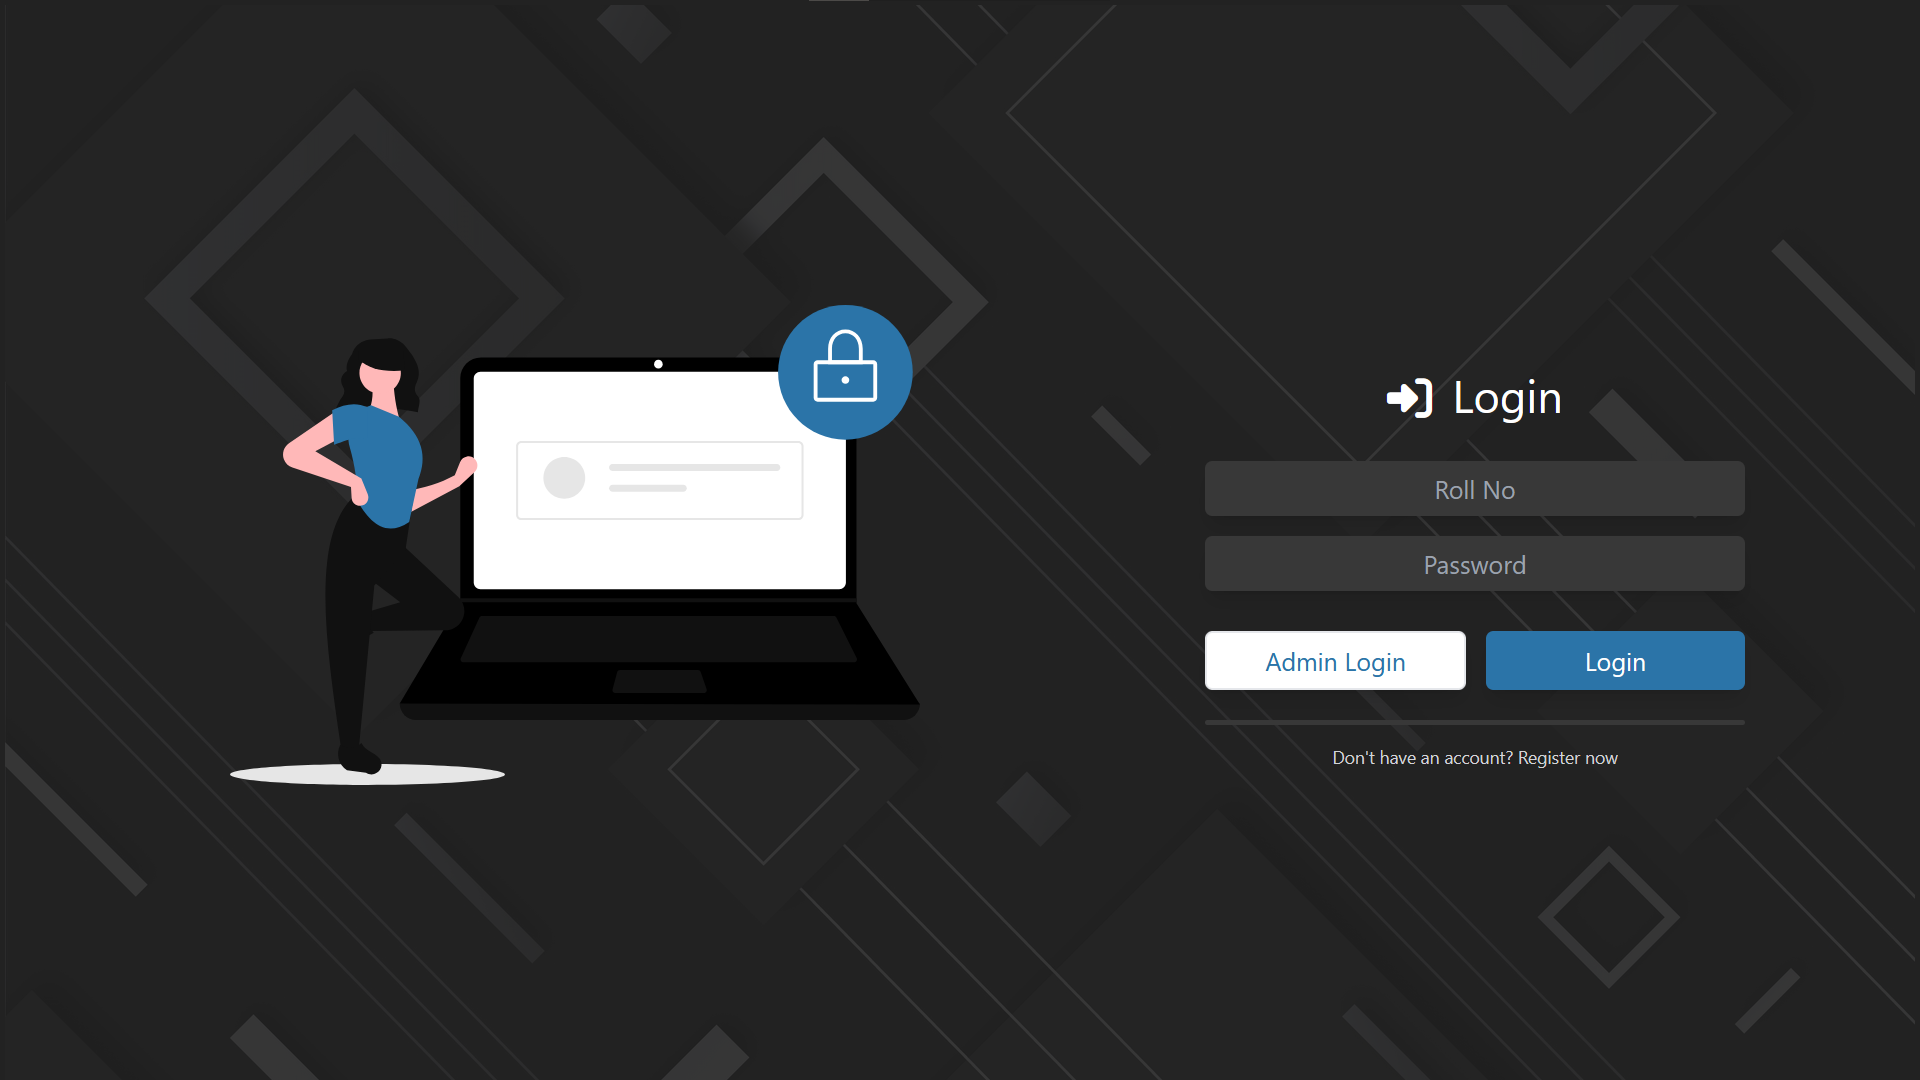 Login
Roll No
Password
Admin Login
Login
Don't have an account? Register now